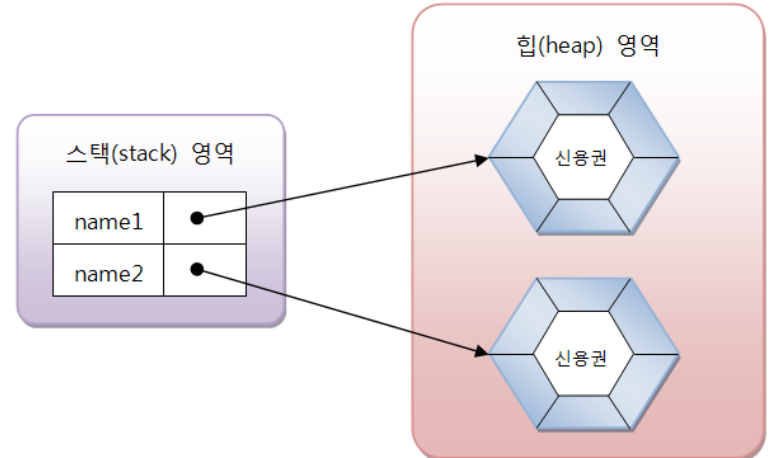 힙(heap) 영역
신용권
스택(stack) 영역
name1
name2
신용권